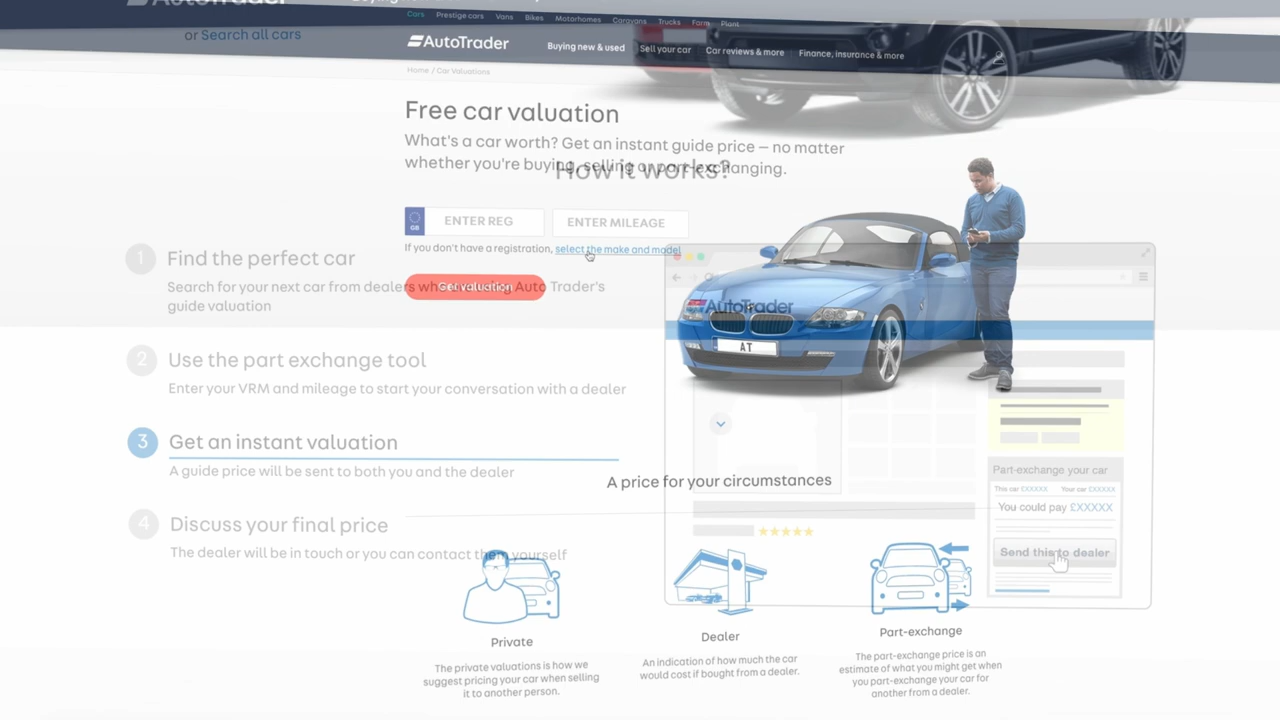 AutoTrader
Cars Prestige cars Vans Bikes Motorhomes Caravans Trucks Farm Plant
or Search all cars
AutoTrader
Buying new & used Sell your car Car reviews & more Finance, insurance & more
Home / Car Valuations
Free car valuation
What's a car worth? Get an instant guide price – no matter
whether you're buying, selling or part-exchanging.
How it works?
GB ENTER REG ENTER MILEAGE
If you don't have a registration, select the make and model
Get valuation
1 Find the perfect car
Search for your next car from dealers who are using Auto Trader's
guide valuation
AutoTrader
AT
2 Use the part exchange tool
Enter your VRM and mileage to start your conversation with a dealer
3 Get an instant valuation
A guide price will be sent to both you and the dealer
4 Discuss your final price
The dealer will be in touch or you can contact them yourself
Part-exchange your car
This car £XXXXX Your car £XXXXX
You could pay £XXXXX
Send this to dealer
A price for your circumstances
Private
The private valuations is how we
suggest pricing your car when selling
it to another person.
Dealer
An indication of how much the car
would cost if bought from a dealer.
Part-exchange
The part-exchange price is an
estimate of what you might get when
you part-exchange your car for
another from a dealer.